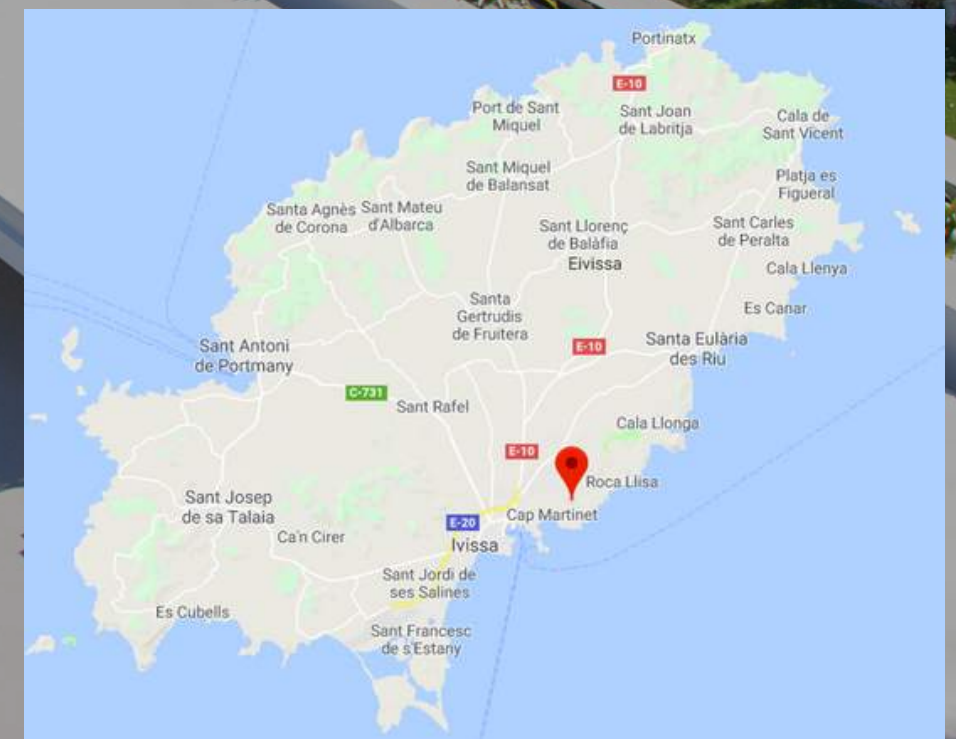 Portinatx
E-10
Port de Sant
Miquel
Sant Joan
de Labritja
Cala de
Sant Vicent
Sant Miquel
de Balansat
Platja es
Figueral
Santa Agnès
de Corona
Sant Mateu
d'Albarca
Sant Llorenç
de Balàfia
Eivissa
Sant Carles
de Peralta
Cala Llenya
Santa
Gertrudis
de Fruitera
Es Canar
Sant Antoni
de Portmany
E-10
Santa Eulària
des Riu
C-731
Sant Rafel
Cala Llonga
E-10
Roca Llisa
Sant Josep
de sa Talaia
Cap Martinet
E-20
Ca'n Cirer
Ivissa
Sant Jordi de
ses Salines
Es Cubells
Sant Francesc
de s'Estany